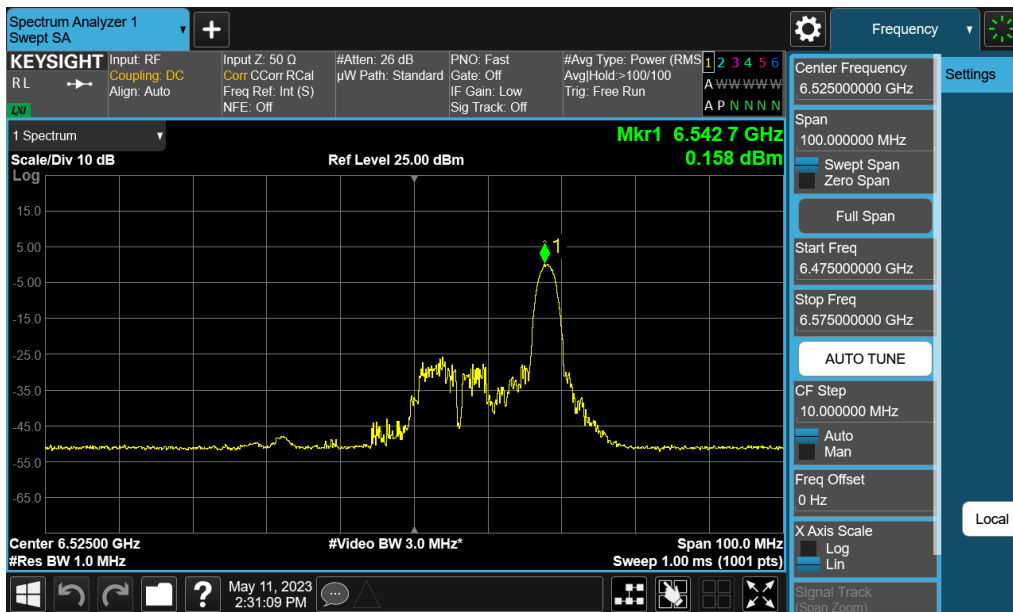 Spectrum Analyzer 1
Swept SA
+
Frequency
KEYSIGHT
R L
LXI
Input: RF
Coupling: DC
Align: Auto
Input Z: 50 Ω
Corr CCorr RCal
Freq Ref: Int (S)
NFE: Off
#Atten: 26 dB
µW Path: Standard
PNO: Fast
Gate: Off
IF Gain: Low
Sig Track: Off
#Avg Type: Power (RMS
Avg|Hold:>100/100
Trig: Free Run
1 2 3 4 5 6
A W W W W W
A P N N N N
1 Spectrum
Scale/Div 10 dB
Log
Ref Level 25.00 dBm
Mkr1 6.542 7 GHz
0.158 dBm
15.0
5.00
-5.00
-15.0
-25.0
-35.0
-45.0
-55.0
-65.0
1
Center 6.52500 GHz
#Res BW 1.0 MHz
#Video BW 3.0 MHz*
Span 100.0 MHz
Sweep 1.00 ms (1001 pts)
?
May 11, 2023
2:31:09 PM
Center Frequency
6.525000000 GHz
Span
100.000000 MHz
Swept Span
Zero Span
Full Span
Start Freq
6.475000000 GHz
Stop Freq
6.575000000 GHz
AUTO TUNE
CF Step
10.000000 MHz
Auto
Man
Freq Offset
0 Hz
X Axis Scale
Log
Lin
Signal Track
(Span Zoom)
Settings
Local